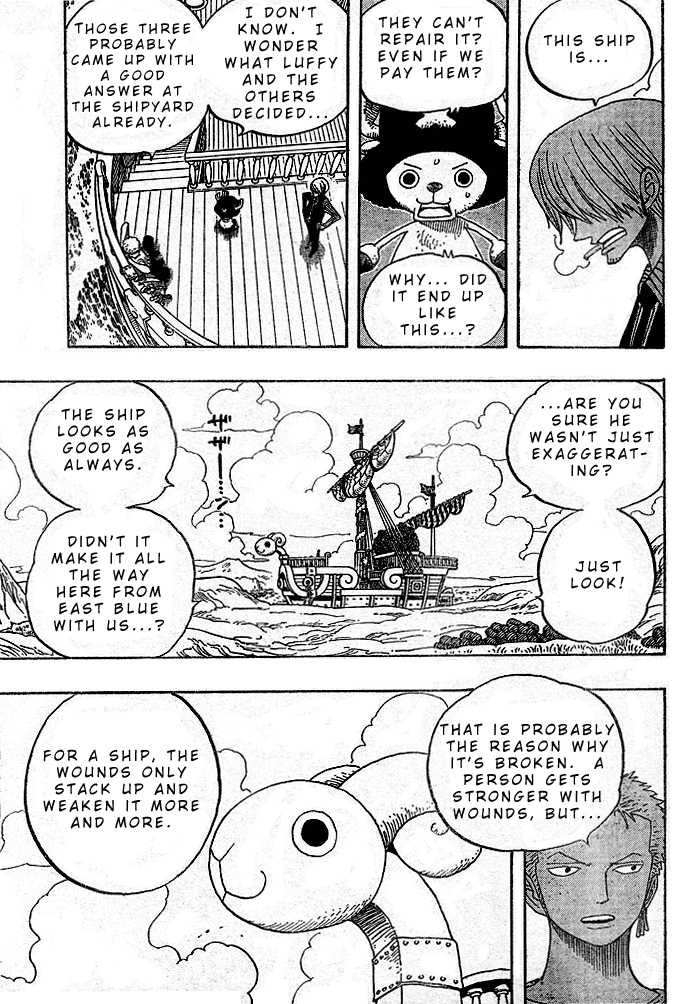 THIS SHIP
IS...
THEY CAN'T
REPAIR IT?
EVEN IF WE
PAY THEM?
WHY... DID
IT END UP
LIKE
THIS...?
I DON'T
KNOW. I
WONDER
WHAT LUFFY
AND THE
OTHERS
DECIDED...
THOSE THREE
PROBABLY
CAME UP WITH
A GOOD
ANSWER AT
THE SHIPYARD
ALREADY.
...ARE YOU
SURE HE
WASN'T JUST
EXAGGERAT-
ING?
JUST
LOOK!
THE SHIP
LOOKS AS
GOOD AS
ALWAYS.
DIDN'T IT
MAKE IT ALL
THE WAY
HERE FROM
EAST BLUE
WITH US...?
THAT IS PROBABLY
THE REASON WHY
IT'S BROKEN. A
PERSON GETS
STRONGER WITH
WOUNDS, BUT...
FOR A SHIP, THE
WOUNDS ONLY
STACK UP AND
WEAKEN IT MORE
AND MORE.